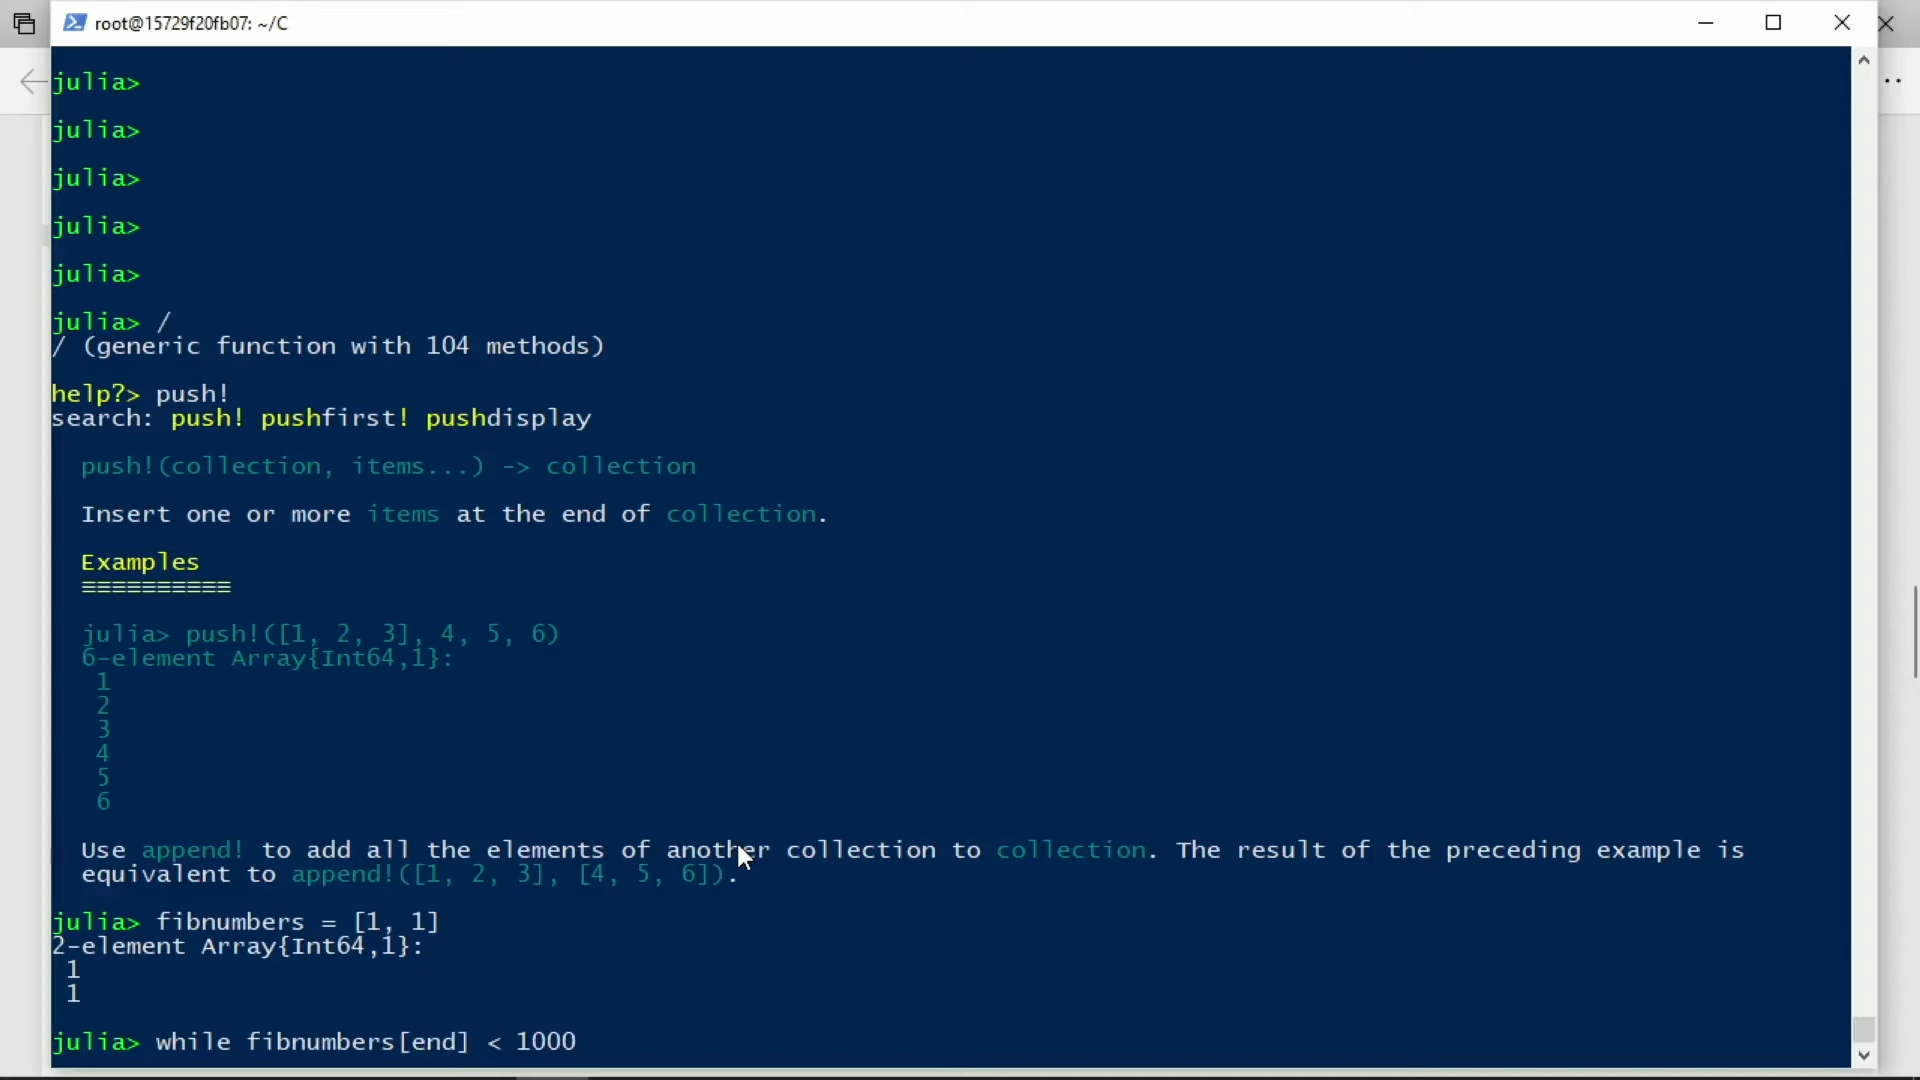 root@15729f20fb07: ~/C
julia>
julia>
julia>
julia>
julia>
julia> /
/ (generic function with 104 methods)
help?> push!
search: push! pushfirst! pushdisplay
push!(collection, items...) -> collection
Insert one or more items at the end of collection.
Examples
≡≡≡≡≡≡≡≡≡≡
julia> push!([1, 2, 3], 4, 5, 6)
6-element Array{Int64,1}:
1
2
3
4
5
6
Use append! to add all the elements of another collection to collection. The result of the preceding example is
equivalent to append!([1, 2, 3], [4, 5, 6]).
julia> fibnumbers = [1, 1]
2-element Array{Int64,1}:
1
1
julia> while fibnumbers[end] < 1000